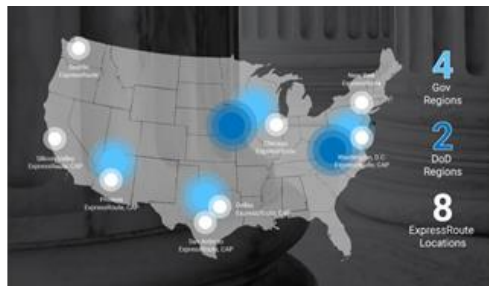 Seattle
ExpressRoute
New York
ExpressRoute
Silicon Valley
ExpressRoute, CAP
Chicago
ExpressRoute
Washington, D.C.
ExpressRoute, CAP
Phoenix
ExpressRoute, CAP
Dallas
ExpressRoute, CAP
San Antonio
ExpressRoute, CAP
4
Gov
Regions
2
DoD
Regions
8
ExpressRoute
Locations